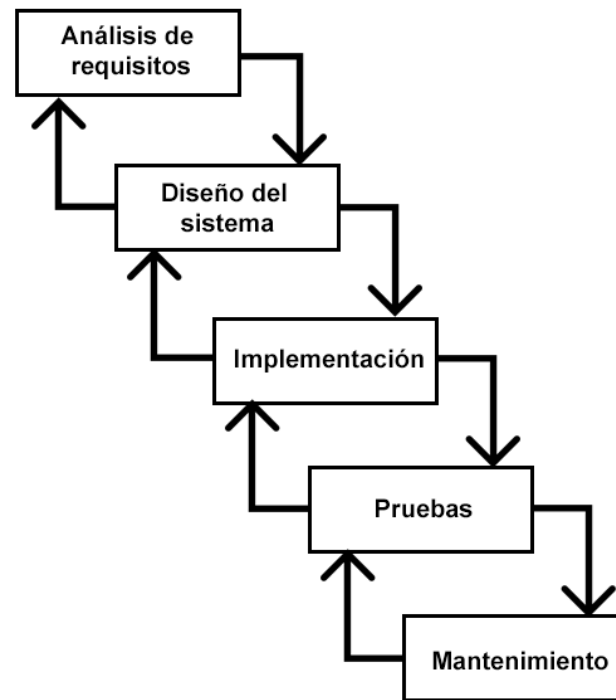 Análisis de
requisitos
Diseño del
sistema
Implementación
Pruebas
Mantenimiento